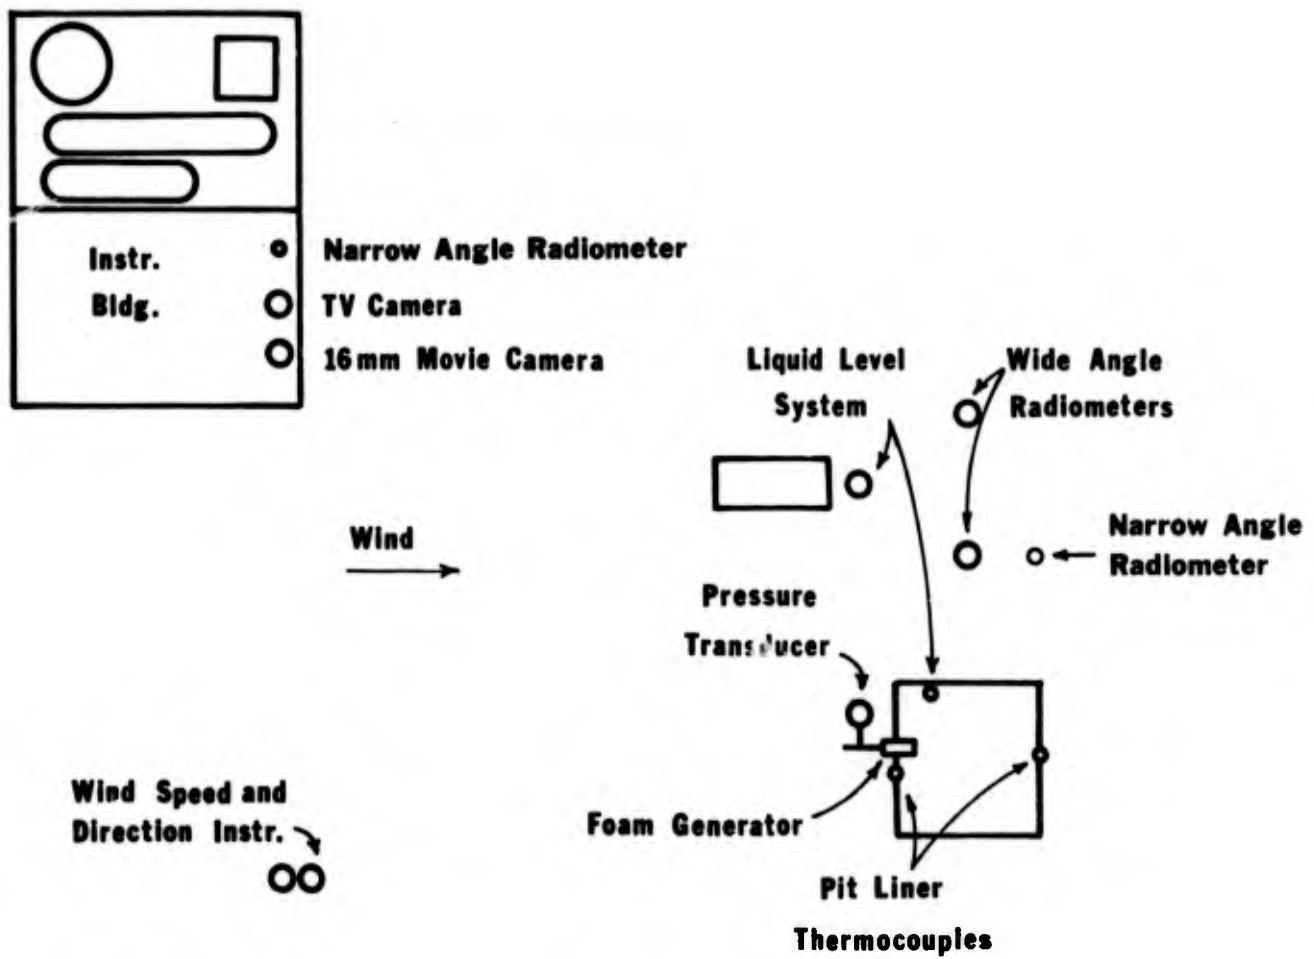 Instr.
Bldg.
Narrow Angle Radiometer
TV Camera
16mm Movie Camera
Liquid Level
System
Wide Angle
Radiometers
Wind
Narrow Angle
Radiometer
Pressure
Wind Speed and
Direction Instr.
Foam Generator
Pit Liner
Thermocouples